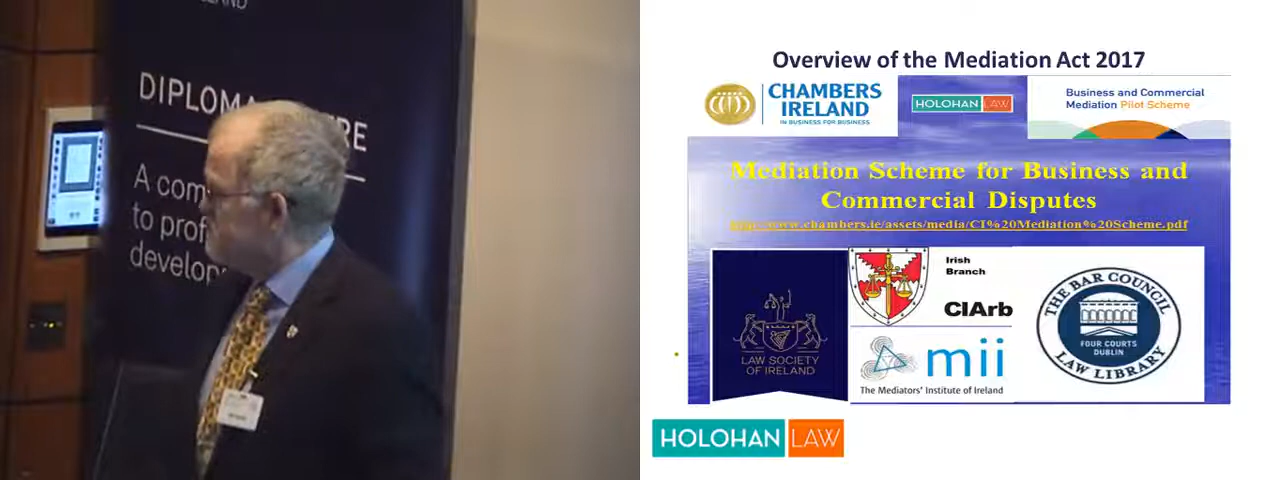 DIPLOMA
A com
to prof
develop
Overview of the Mediation Act 2017
CHAMBERS
IRELAND
IN BUSINESS FOR BUSINESS
HOLOHAN LAW
Business and Commercial
Mediation Pilot Scheme
Mediation Scheme for Business and
Commercial Disputes
http://www.chambers.ie/assets/media/CI%20Mediation%20Scheme.pdf
LAW SOCIETY
OF IRELAND
Irish
Branch
CIArb
mii
The Mediators' Institute of Ireland
THE BAR COUNCIL
FOUR COURTS
DUBLIN
LAW LIBRARY
HOLOHAN LAW